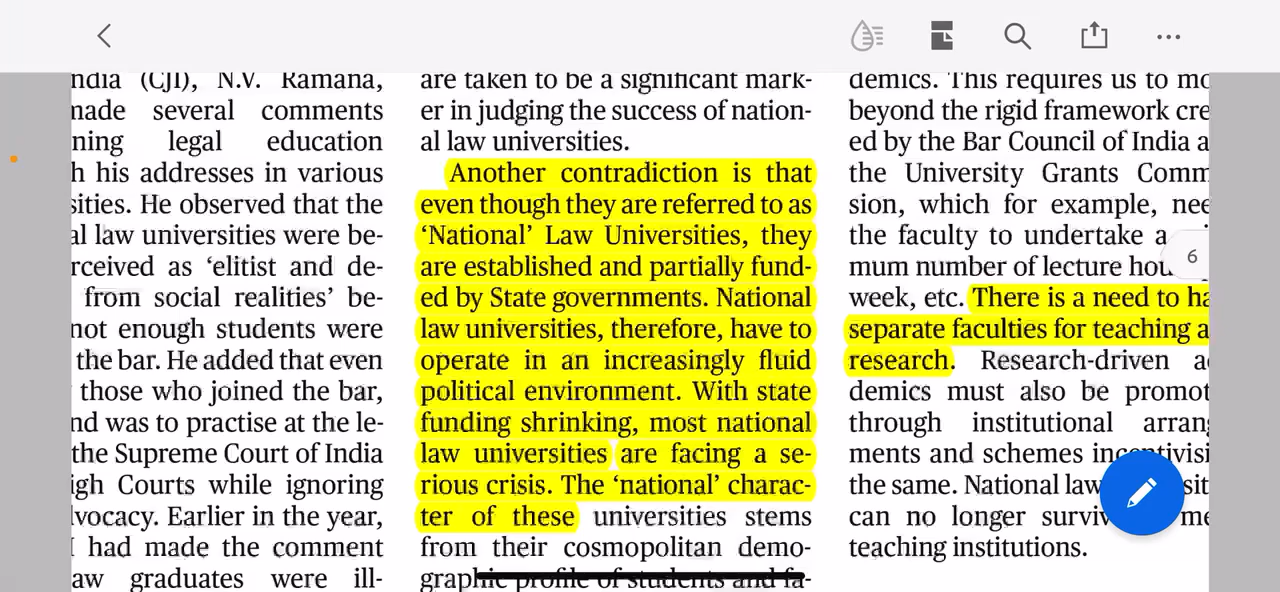 ndia (CJI), N.V. Ramana,
nade several comments
ning legal education
h his addresses in various
sities. He observed that the
al law universities were be-
rceived as ‘elitist and de-
from social realities’ be-
not enough students were
the bar. He added that even
those who joined the bar,
nd was to practise at the le-
the Supreme Court of India
igh Courts while ignoring
lvocacy. Earlier in the year,
I had made the comment
aw graduates were ill-
are taken to be a significant mark-
er in judging the success of nation-
al law universities.
Another contradiction is that
even though they are referred to as
‘National’ Law Universities, they
are established and partially fund-
ed by State governments. National
law universities, therefore, have to
operate in an increasingly fluid
political environment. With state
funding shrinking, most national
law universities are facing a se-
rious crisis. The ‘national’ charac-
ter of these universities stems
from their cosmopolitan demo-
graphic profile of students and fa-
demics. This requires us to mo
beyond the rigid framework cre
ed by the Bar Council of India a
the University Grants Comm
sion, which for example, nee
the faculty to undertake a
mum number of lecture hou
week, etc. There is a need to ha
separate faculties for teaching a
research. Research-driven a
demics must also be promot
through institutional arran
ments and schemes incentivisi
the same. National law sit
can no longer surviv me
teaching institutions.
6